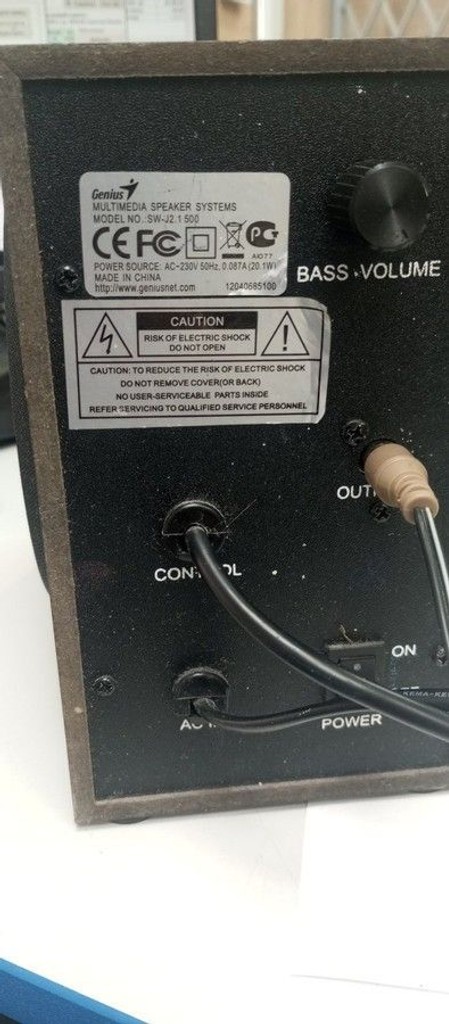 Genius
MULTIMEDIA SPEAKER SYSTEMS
MODEL NO.:SW-J2.1 500
CE FC
AЮ77
POWER SOURCE: AC~230V 50Hz, 0.087A (20.1W)
MADE IN CHINA
http://www.geniusnet.com 12040685100
BASS VOLUME
CAUTION
RISK OF ELECTRIC SHOCK
DO NOT OPEN
CAUTION: TO REDUCE THE RISK OF ELECTRIC SHOCK
DO NOT REMOVE COVER(OR BACK)
NO USER-SERVICEABLE PARTS INSIDE
REFER SERVICING TO QUALIFIED SERVICE PERSONNEL
CONTROL
ON
POWER